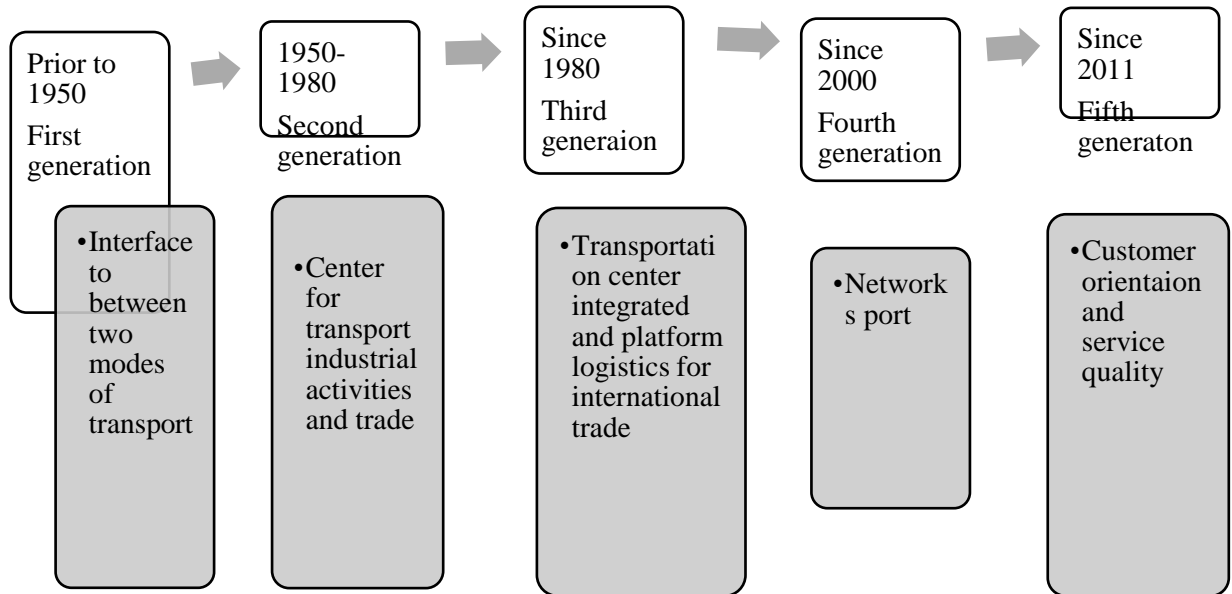 Prior to
1950
First
generation
1950-
1980
Second
generation
Since
1980
Third
generaion
Since
2000
Fourth
generation
Since
2011
Fifth
generaton
•Interface
to
between
two
modes
of
transport
•Center
for
transport
industrial
activities
and trade
•Transportati
on center
integrated
and platform
logistics for
international
trade
•Network
s port
•Customer
orientaion
and
service
quality